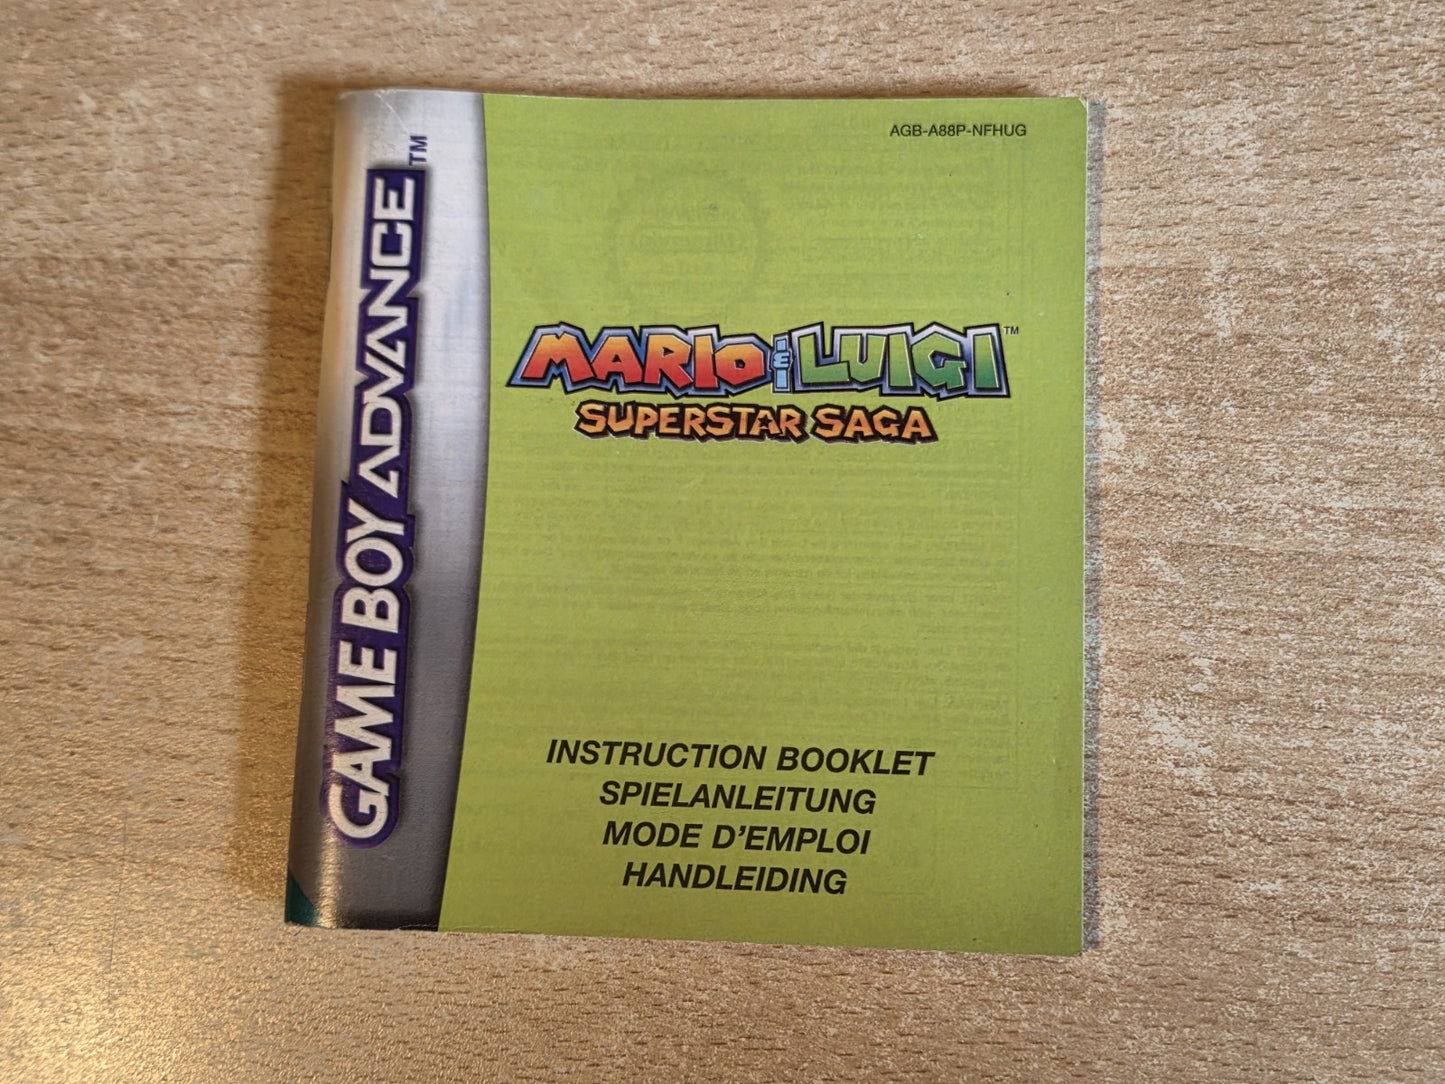 AGB-A88P-NFHUG
GAME BOY ADVANCE™
MARIO & LUIGI™
SUPERSTAR SAGA
INSTRUCTION BOOKLET
SPIELANLEITUNG
MODE D'EMPLOI
HANDLEIDING